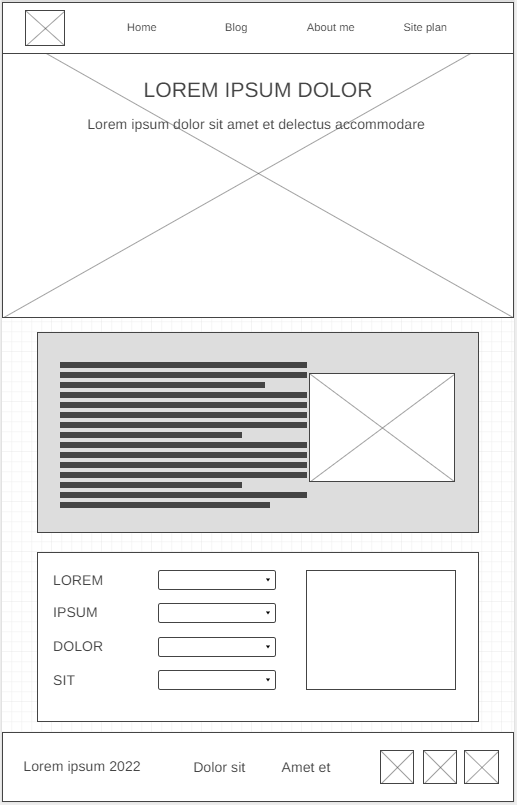 Home Blog About me Site plan
LOREM IPSUM DOLOR
Lorem ipsum dolor sit amet et delectus accommodare
LOREM
IPSUM
DOLOR
SIT
Lorem ipsum 2022 Dolor sit Amet et